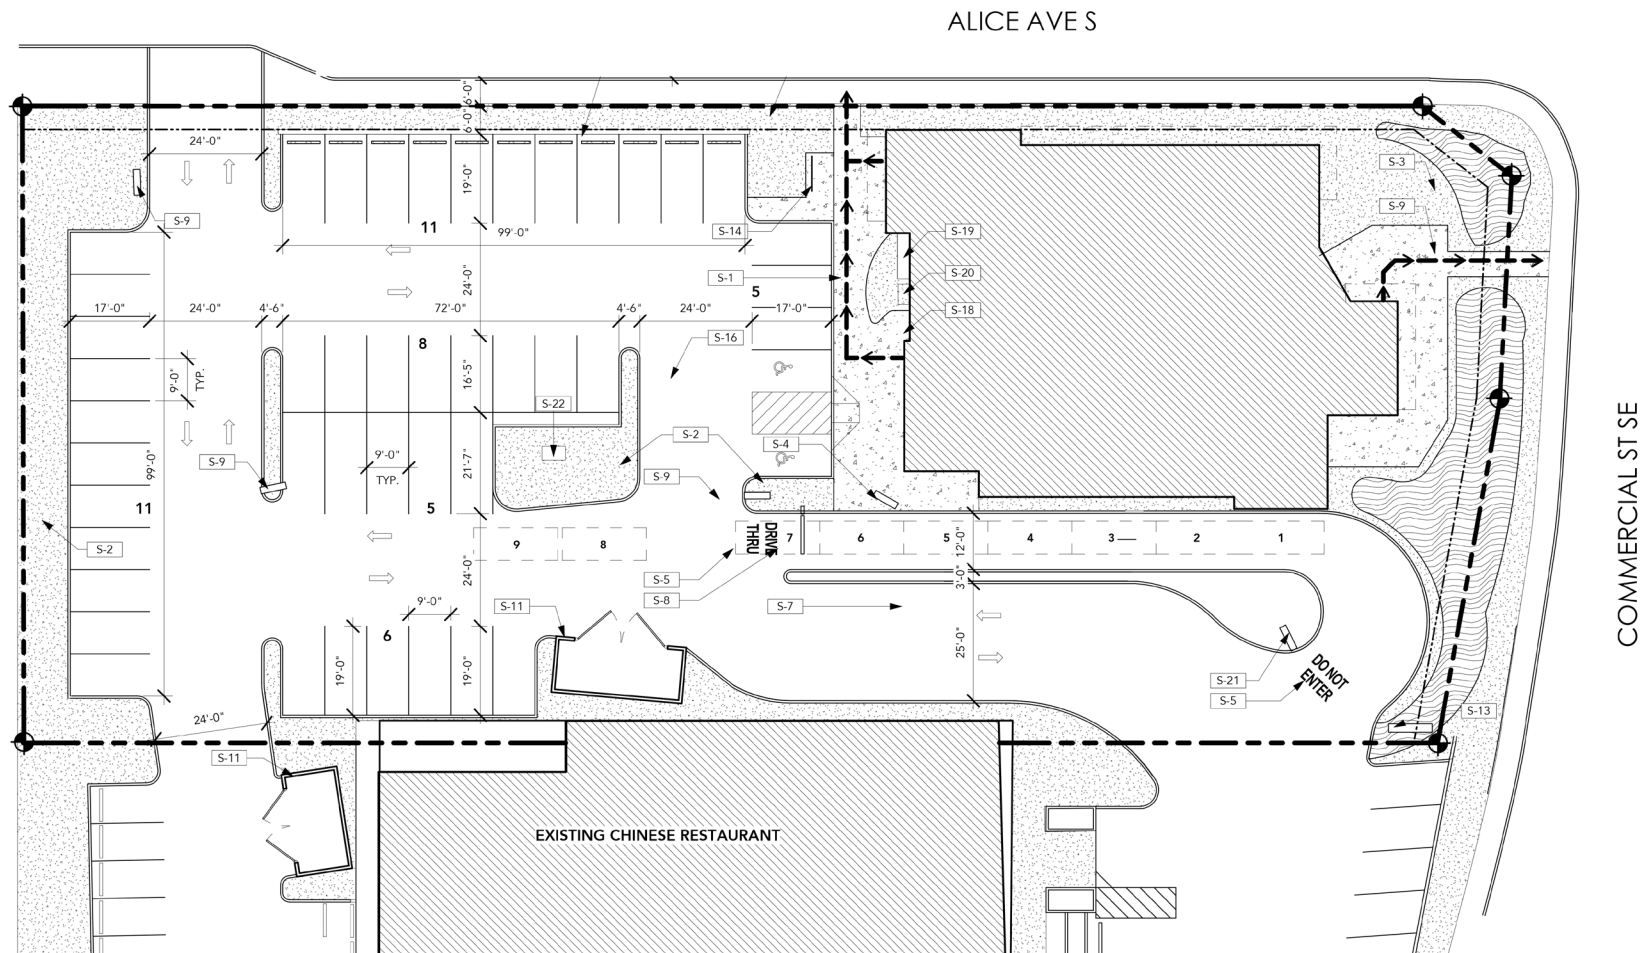 ALICE AVE S
6'-0"
6'-0"
24'-0"
S-3
19'-0"
S-9
S-9
11
99'-0"
S-14
S-19
24'-0"
S-1
S-20
5
17'-0"
24'-0"
4'-6"
72'-0"
4'-6"
24'-0"
17'-0"
S-18
8
S-16
9'-0"
TYP.
16'-5"
S-22
S-2
S-4
COMMERCIAL ST SE
S-9
99'-0"
9'-0"
TYP.
21'-7"
S-9
11
5
S-2
9
8
DRIVE
THRU
7
6
5
12'-0"
4
3
2
1
24'-0"
S-5
3'-0"
S-8
S-7
9'-0"
S-11
6
25'-0"
19'-0"
19'-0"
DO NOT
ENTER
S-21
S-5
S-13
24'-0"
S-11
EXISTING CHINESE RESTAURANT